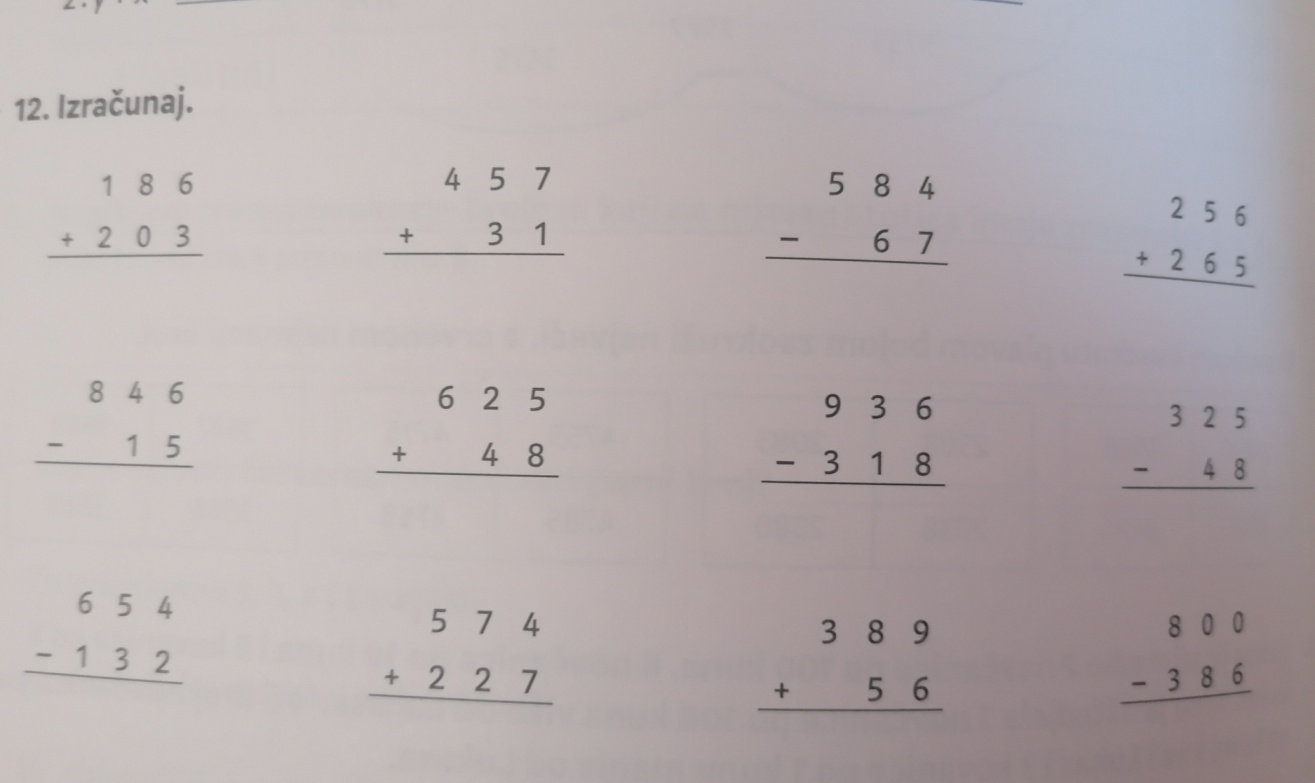 12. Izračunaj.
1 8 6
+ 2 0 3
4 5 7
+ 3 1
5 8 4
− 6 7
2 5 6
+ 2 6 5
8 4 6
− 1 5
6 2 5
+ 4 8
9 3 6
− 3 1 8
3 2 5
− 4 8
6 5 4
− 1 3 2
5 7 4
+ 2 2 7
3 8 9
+ 5 6
8 0 0
− 3 8 6